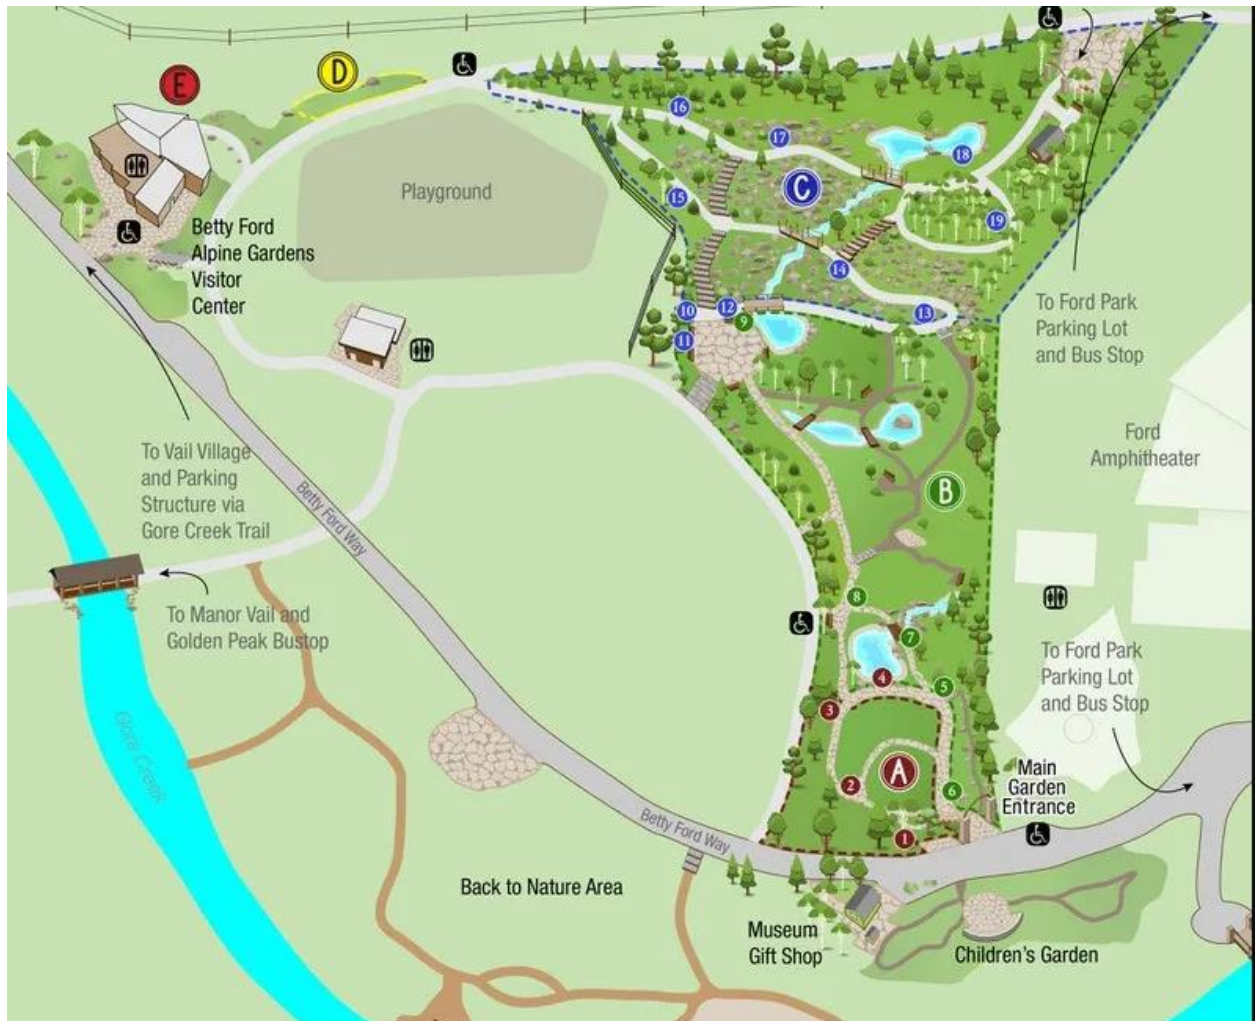 E
D
Playground
Betty Ford
Alpine Gardens
Visitor
Center
16
17
18
C
15
19
14
10
12
9
13
11
To Ford Park
Parking Lot
and Bus Stop
Ford
Amphitheater
To Vail Village
and Parking
Structure via
Gore Creek Trail
Betty Ford Way
B
To Manor Vail and
Golden Peak Bustop
8
7
4
5
3
To Ford Park
Parking Lot
and Bus Stop
Gore Creek
A
2
6
1
Main
Garden
Entrance
Betty Ford Way
Back to Nature Area
Museum
Gift Shop
Children's Garden